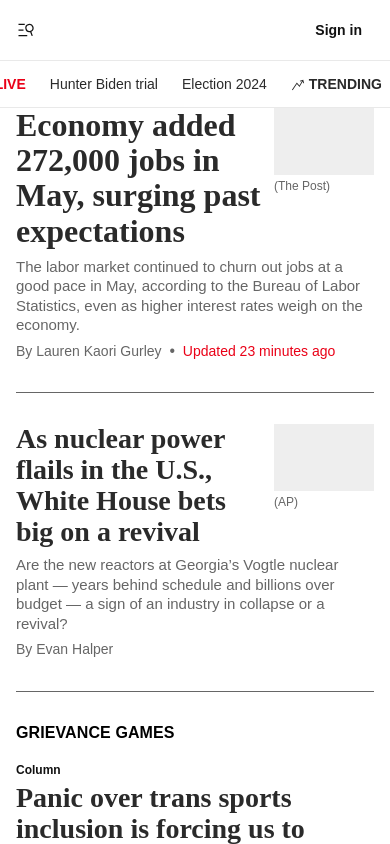 Sign in
LIVE Hunter Biden trial Election 2024 TRENDING
Economy added
272,000 jobs in
May, surging past
expectations
(The Post)
The labor market continued to churn out jobs at a
good pace in May, according to the Bureau of Labor
Statistics, even as higher interest rates weigh on the
economy.
By Lauren Kaori Gurley • Updated 23 minutes ago
As nuclear power
flails in the U.S.,
White House bets
big on a revival
(AP)
Are the new reactors at Georgia’s Vogtle nuclear
plant — years behind schedule and billions over
budget — a sign of an industry in collapse or a
revival?
By Evan Halper
GRIEVANCE GAMES
Column
Panic over trans sports
inclusion is forcing us to